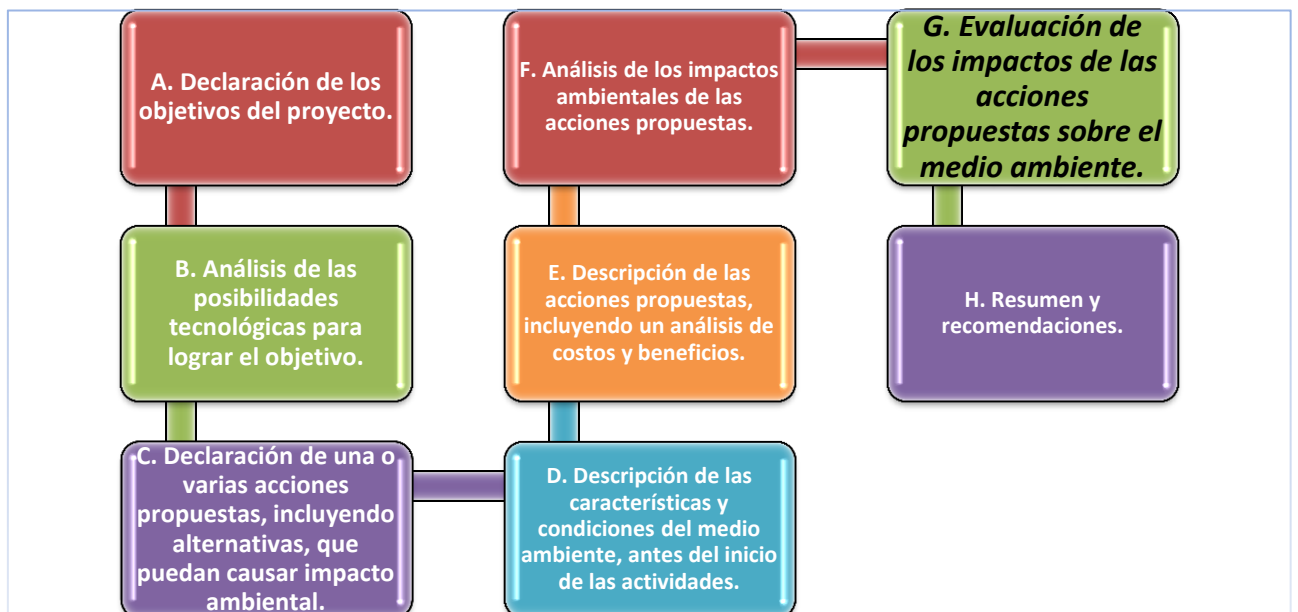 A. Declaración de los
objetivos del proyecto.
B. Análisis de las
posibilidades
tecnológicas para
lograr el objetivo.
C. Declaración de una o
varias acciones
propuestas, incluyendo
alternativas, que
puedan causar impacto
ambiental.
D. Descripción de las
características y
condiciones del medio
ambiente, antes del inicio
de las actividades.
E. Descripción de las
acciones propuestas,
incluyendo un análisis de
costos y beneficios.
F. Análisis de los impactos
ambientales de las
acciones propuestas.
G. Evaluación de
los impactos de las
acciones
propuestas sobre el
medio ambiente.
H. Resumen y
recomendaciones.